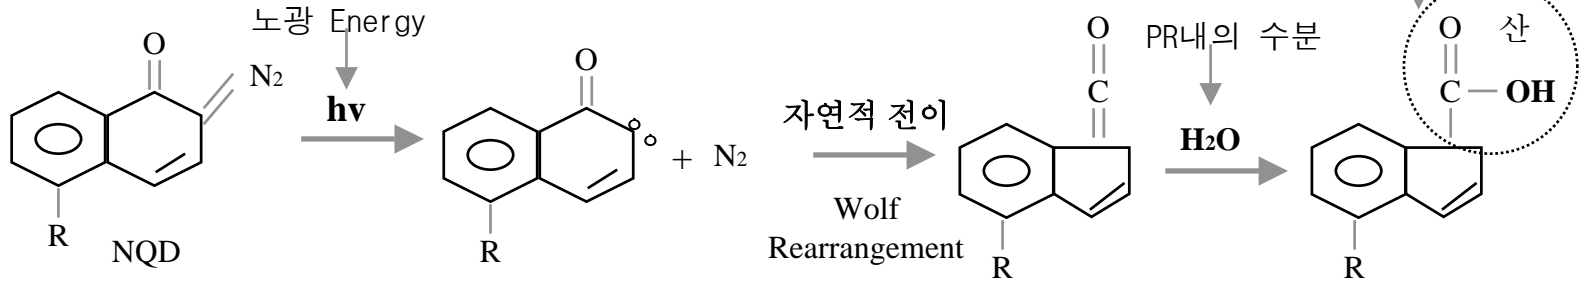 노광 Energy
O
N2
hv
R
NQD
O
+ N2
R
자연적 전이
Wolf
Rearrangement
O
C
R
PR내의 수분
H2O
산
O
C
OH
R